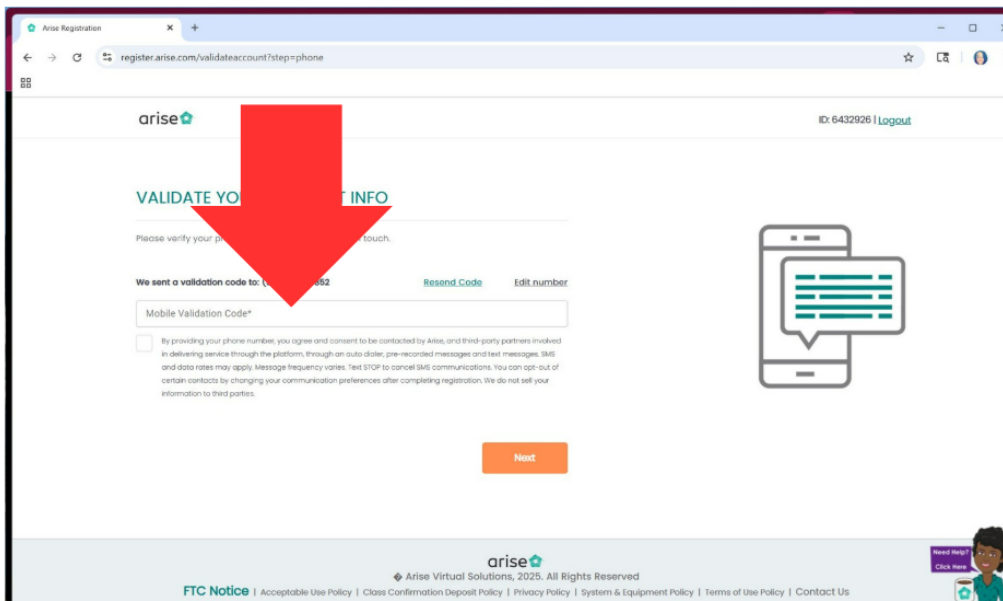 Arise Registration
register.arise.com/validateaccount?step=phone
arise
ID: 6432926 | Logout
VALIDATE YO T INFO
Please verify your p touch.
We sent a validation code to: ( 352
Resend Code
Edit number
Mobile Validation Code*
By providing your phone number, you agree and consent to be contacted by Arise, and third-party partners involved
in delivering service through the platform, through an auto dialer, pre-recorded messages and text messages. SMS
and data rates may apply. Message frequency varies. Text STOP to cancel SMS communications. You can opt-out of
certain contacts by changing your communication preferences after completing registration. We do not sell your
information to third parties.
Next
arise
� Arise Virtual Solutions, 2025. All Rights Reserved
FTC Notice | Acceptable Use Policy | Class Confirmation Deposit Policy | Privacy Policy | System & Equipment Policy | Terms of Use Policy | Contact Us
Need Help?
Click Here